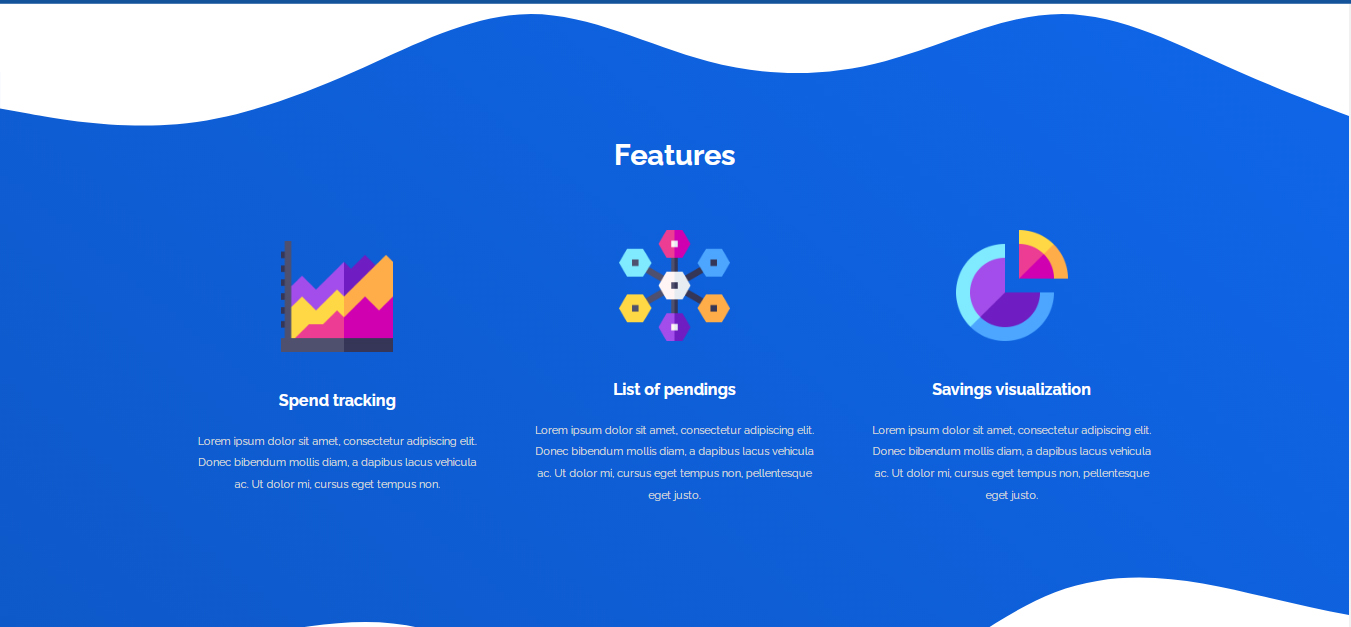 Features
Spend tracking
Lorem ipsum dolor sit amet, consectetur adipiscing elit.
Donec bibendum mollis diam, a dapibus lacus vehicula
ac. Ut dolor mi, cursus eget tempus non.
List of pendings
Lorem ipsum dolor sit amet, consectetur adipiscing elit.
Donec bibendum mollis diam, a dapibus lacus vehicula
ac. Ut dolor mi, cursus eget tempus non, pellentesque
eget justo.
Savings visualization
Lorem ipsum dolor sit amet, consectetur adipiscing elit.
Donec bibendum mollis diam, a dapibus lacus vehicula
ac. Ut dolor mi, cursus eget tempus non, pellentesque
eget justo.